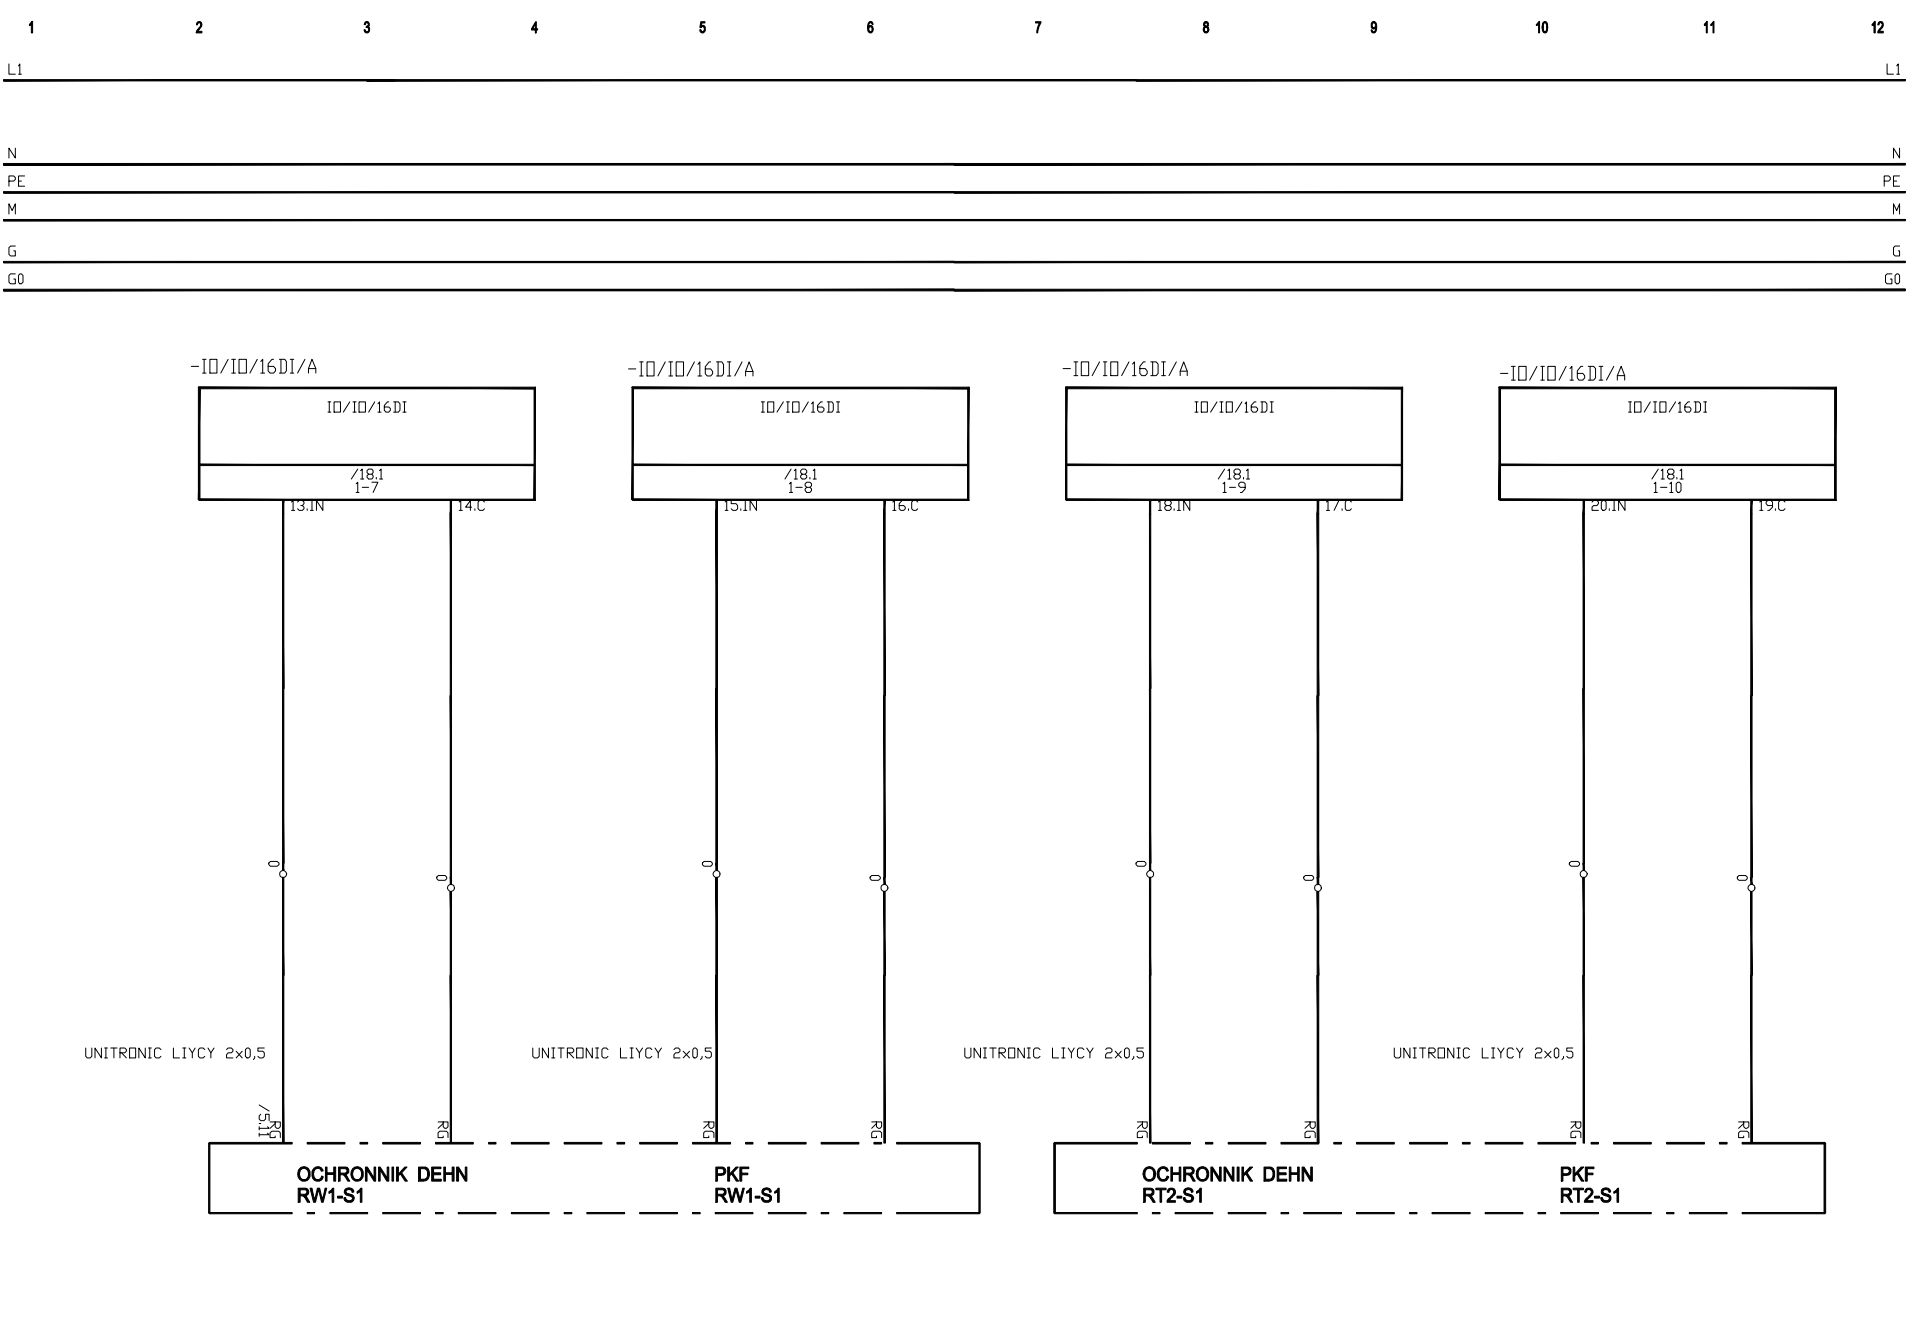 1 2 3 4 5 6 7 8 9 10 11 12
L1 L1
N N
PE PE
M M
G G
G0 G0
-IO/IO/16DI/A -IO/IO/16DI/A -IO/IO/16DI/A -IO/IO/16DI/A
IO/IO/16DI IO/IO/16DI IO/IO/16DI IO/IO/16DI
/18.1 /18.1 /18.1 /18.1
1-7 1-8 1-9 1-10
13.IN 14.C 15.IN 16.C 18.IN 17.C 20.IN 19.C
0 0 0 0 0 0 0 0
UNITRONIC LIYCY 2x0,5 UNITRONIC LIYCY 2x0,5 UNITRONIC LIYCY 2x0,5 UNITRONIC LIYCY 2x0,5
/5.11 RG RG RG RG RG RG RG RG
OCHRONNIK DEHN PKF OCHRONNIK DEHN PKF
RW1-S1 RW1-S1 RT2-S1 RT2-S1